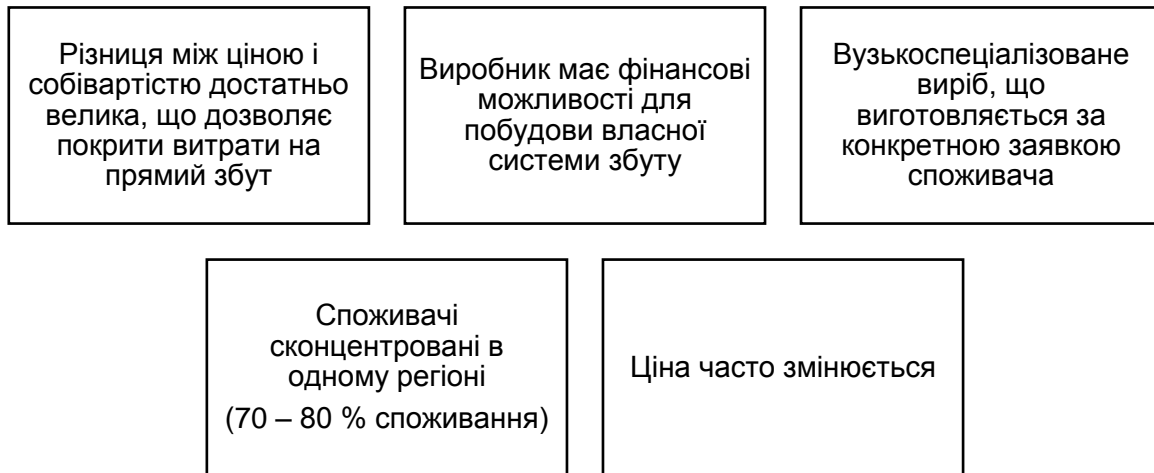 Різниця між ціною і
собівартістю достатньо
велика, що дозволяє
покрити витрати на
прямий збут
Виробник має фінансові
можливості для
побудови власної
системи збуту
Вузькоспеціалізоване
виріб, що
виготовляється за
конкретною заявкою
споживача
Споживачі
сконцентровані в
одному регіоні
(70 – 80 % споживання)
Ціна часто змінюється